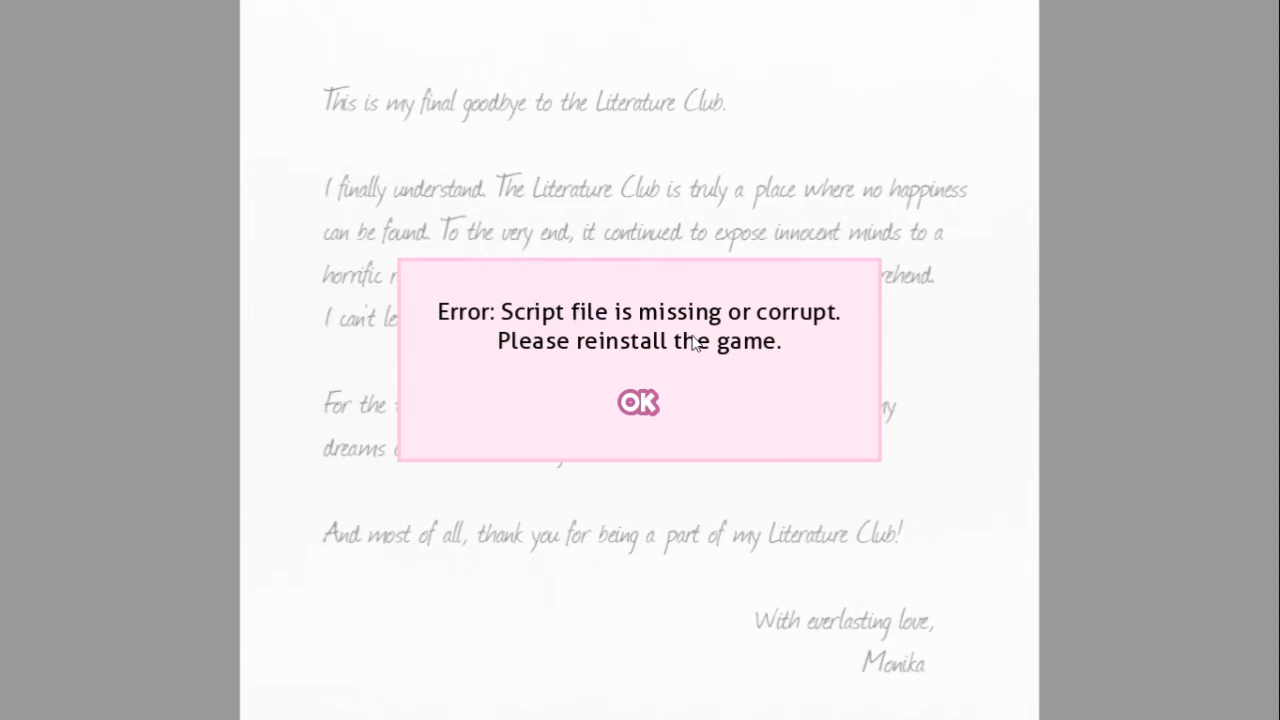 This is my final goodbye to the Literature Club.
I finally understand. The Literature Club is truly a place where no happiness
can be found. To the very end, it continued to expose innocent minds to a
horrific
I can't
Error: Script file is missing or corrupt.
Please reinstall the game.
OK
For the
dreams
And most of all, thank you for being a part of my Literature Club!
With everlasting love,
Monika